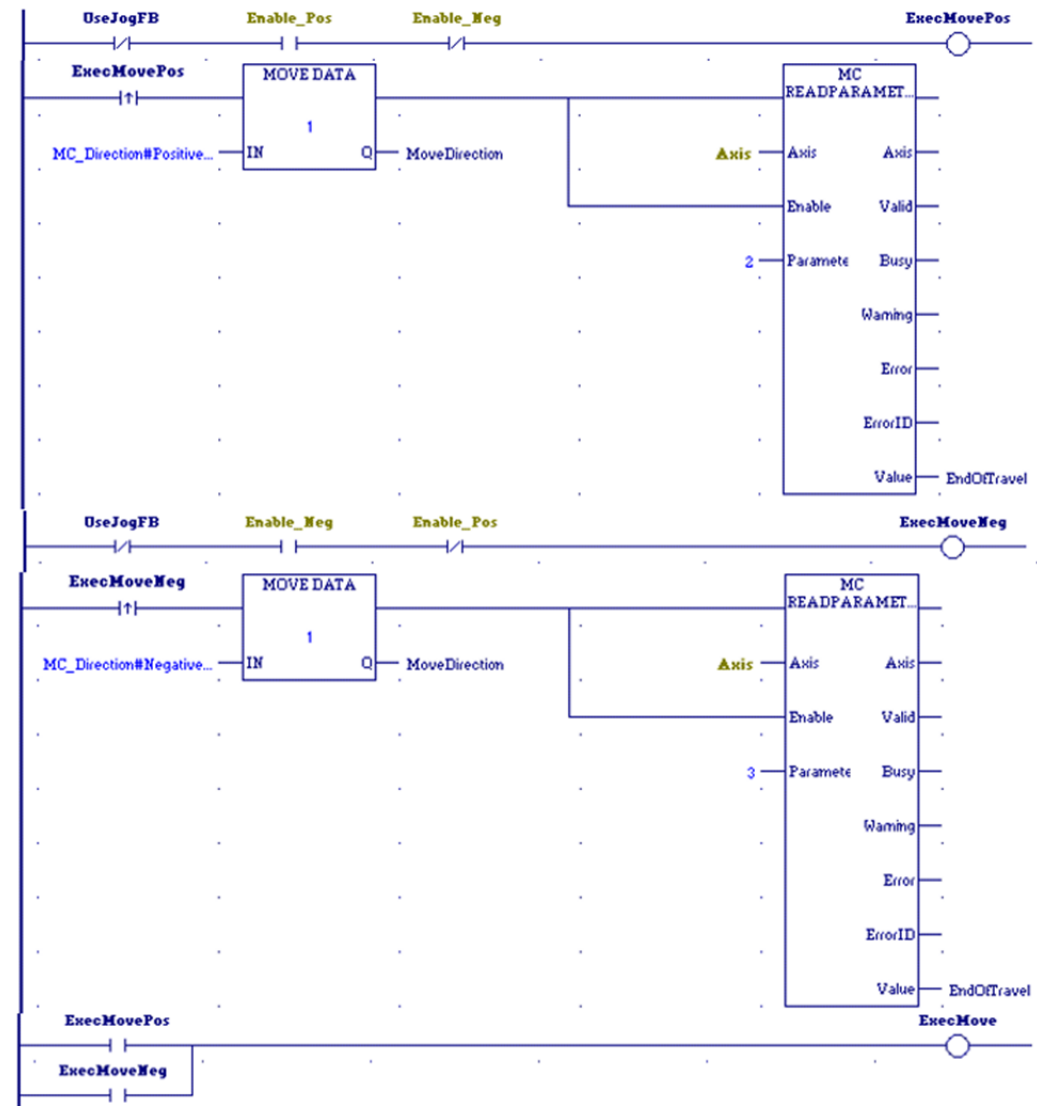 UseJogFB Enable_Pos Enable_Neg ExecMovePos
ExecMovePos MOVE DATA MC
READPARAMET...
1
MC_Direction#Positive... IN Q MoveDirection Axis Axis Axis
Enable Valid
2 Paramete Busy
Warning
Error
ErrorID
Value EndOfTravel
UseJogFB Enable_Neg Enable_Pos ExecMoveNeg
ExecMoveNeg MOVE DATA MC
READPARAMET...
1
MC_Direction#Negative... IN Q MoveDirection Axis Axis Axis
Enable Valid
3 Paramete Busy
Warning
Error
ErrorID
Value EndOfTravel
ExecMovePos ExecMove
ExecMoveNeg